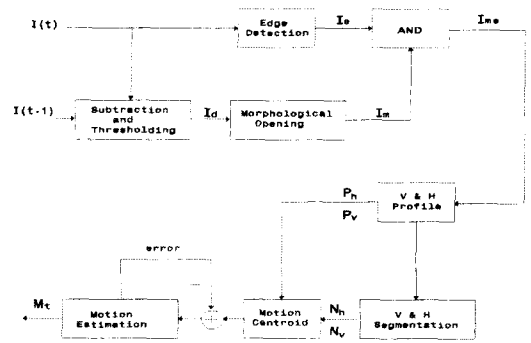 I(t)
Edge
Detection
Ie
AND
Ime
I(t-1)
Subtraction
and
Thresholding
Id
Morphological
Opening
Im
Ph
Pv
V & H
Profile
error
Mt
Motion
Estimation
Motion
Centroid
Nh
Nv
V & H
Segmentation